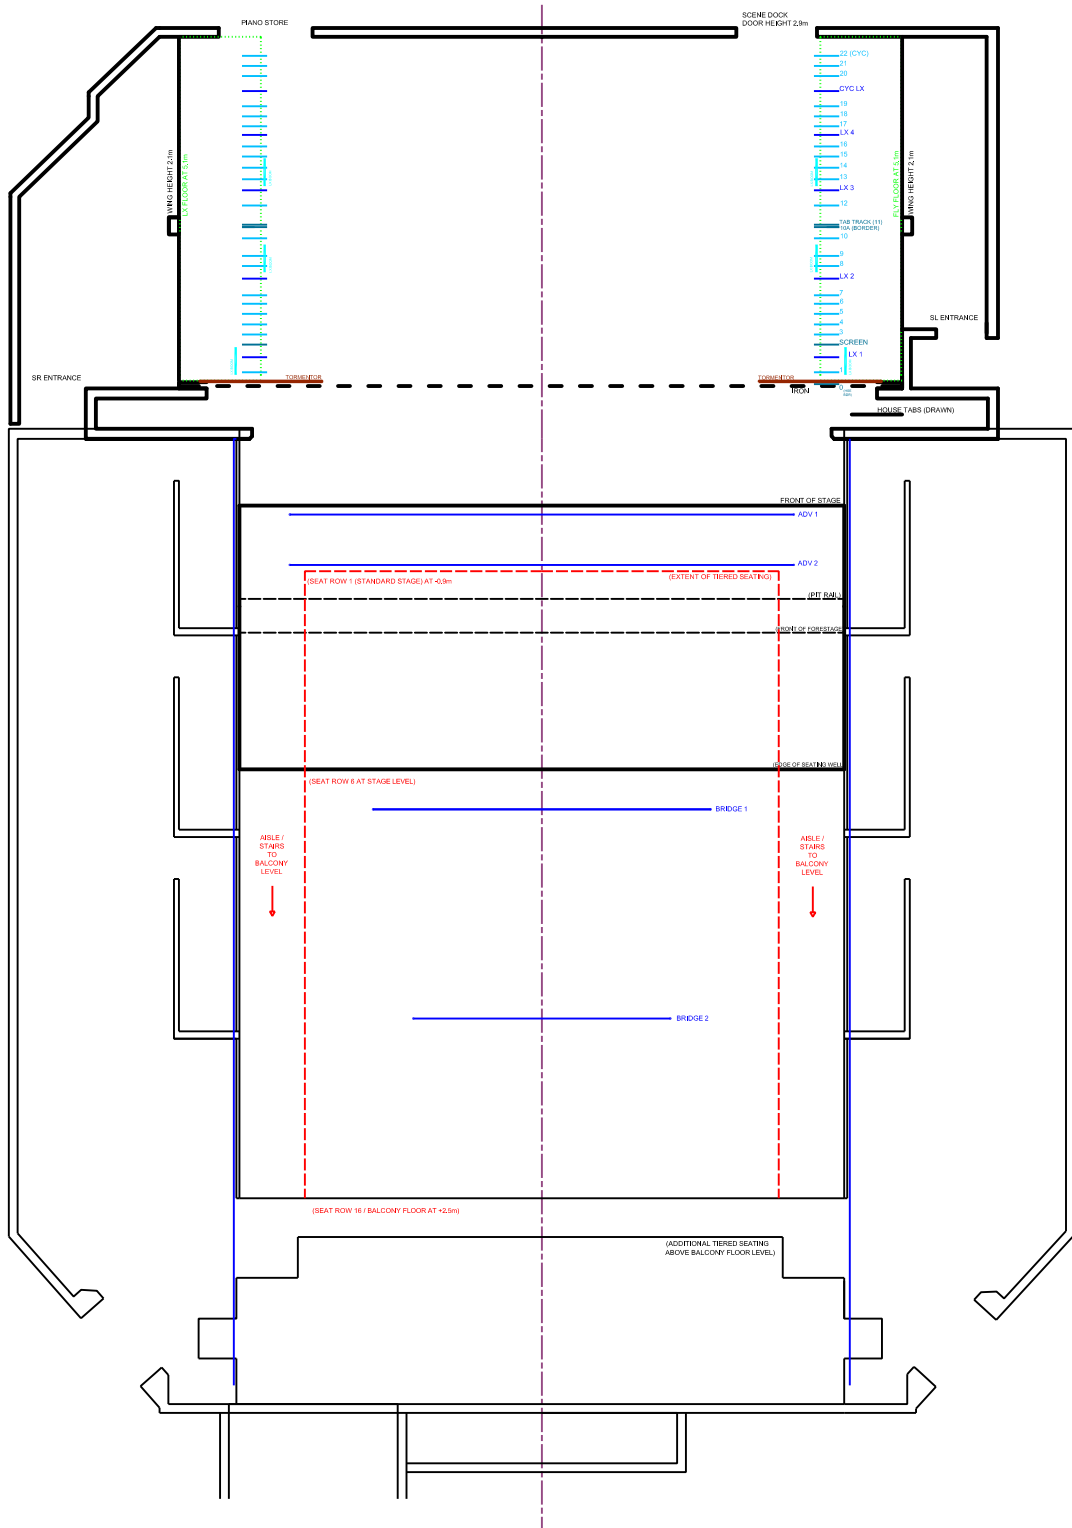 PIANO STORE
SCENE DOCK
DOOR HEIGHT 2.9m
22 (CYC)
21
20
CYC LX
19
18
17
LX 4
16
15
14
13
LX 3
12
TAB TRACK (11)
10A (BORDER)
10
9
8
LX 2
7
6
5
4
3
SCREEN
LX 1
1
0
WING HEIGHT 2.1m
LX FLOOR AT 5.1m
FLY FLOOR AT 5.1m
WING HEIGHT 2.1m
SL ENTRANCE
SR ENTRANCE
TORMENTOR
TORMENTOR
IRON
HOUSE TABS (DRAWN)
FRONT OF STAGE
ADV 1
ADV 2
(SEAT ROW 1 (STANDARD STAGE) AT -0.9m
(EXTENT OF TIERED SEATING)
(PIT RAIL)
(FRONT OF FORESTAGE
(EDGE OF SEATING WELL
(SEAT ROW 6 AT STAGE LEVEL)
BRIDGE 1
AISLE /
STAIRS
TO
BALCONY
LEVEL
AISLE /
STAIRS
TO
BALCONY
LEVEL
BRIDGE 2
(SEAT ROW 16 / BALCONY FLOOR AT +2.5m)
(ADDITIONAL TIERED SEATING
ABOVE BALCONY FLOOR LEVEL)